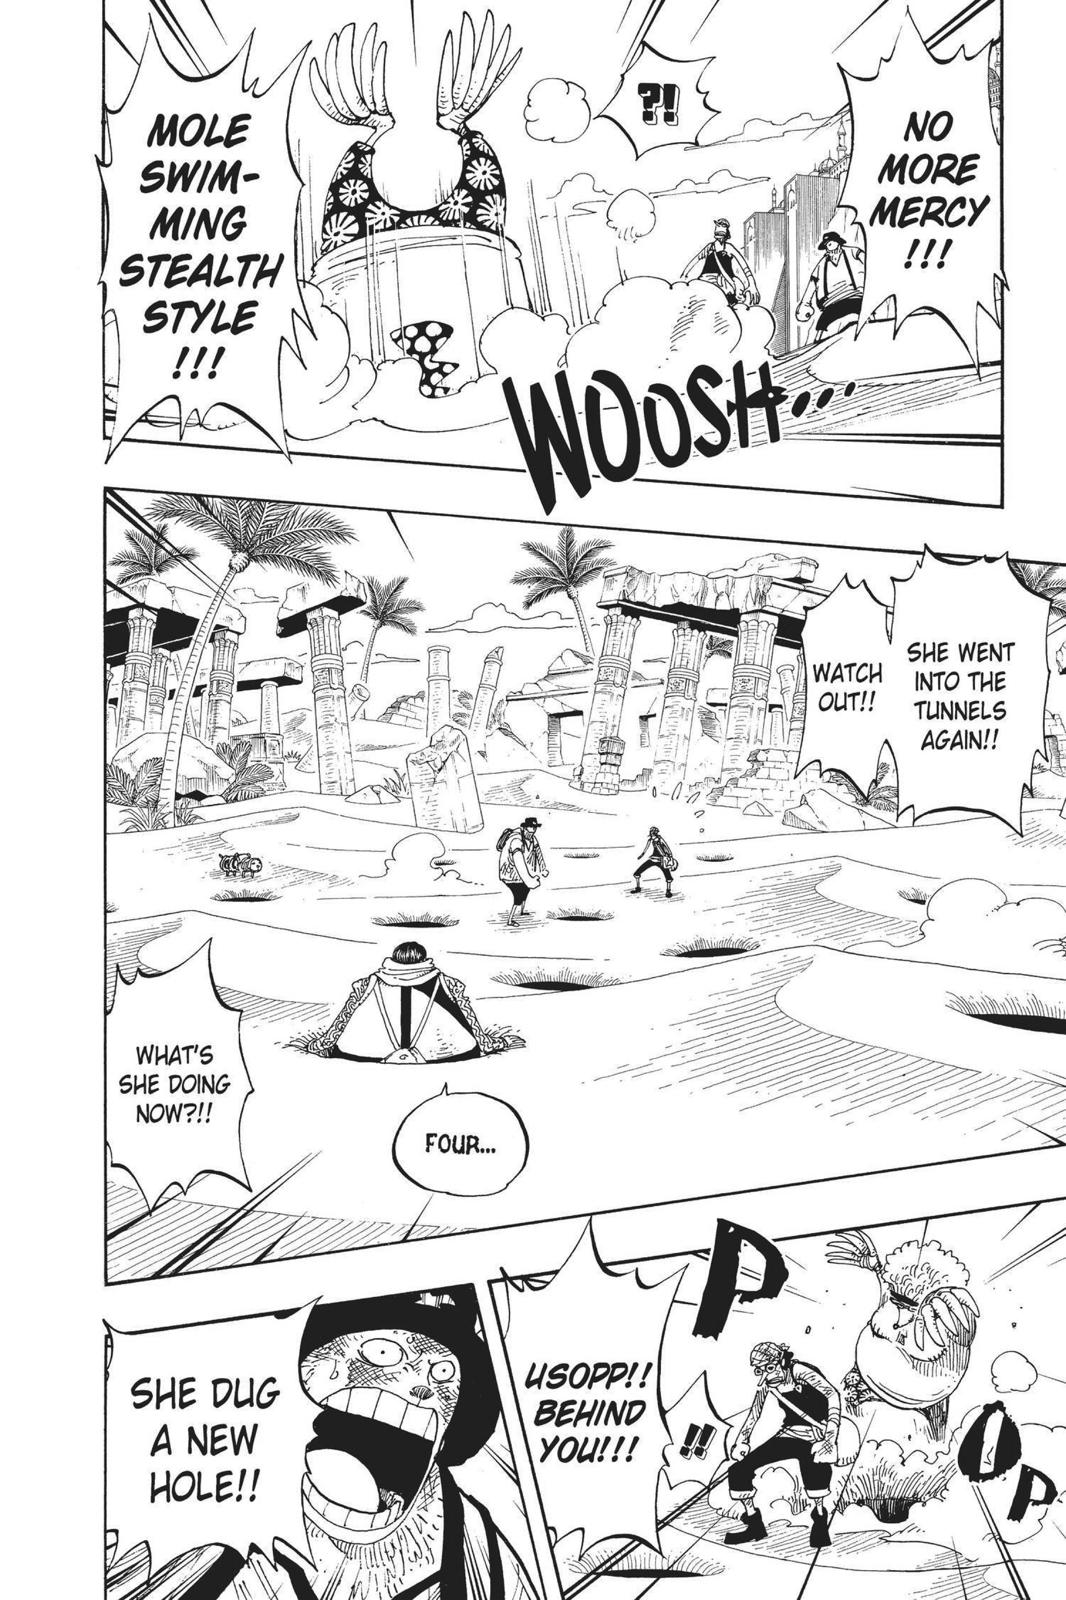 NO
MORE
MERCY
!!!
?!
MOLE
SWIM-
MING
STEALTH
STYLE
!!!
WOOSH...
SHE WENT
INTO THE
TUNNELS
AGAIN!!
WATCH
OUT!!
WHAT'S
SHE DOING
NOW?!!
FOUR...
POP
!!
USOPP!!
BEHIND
YOU!!!
SHE DUG
A NEW
HOLE!!